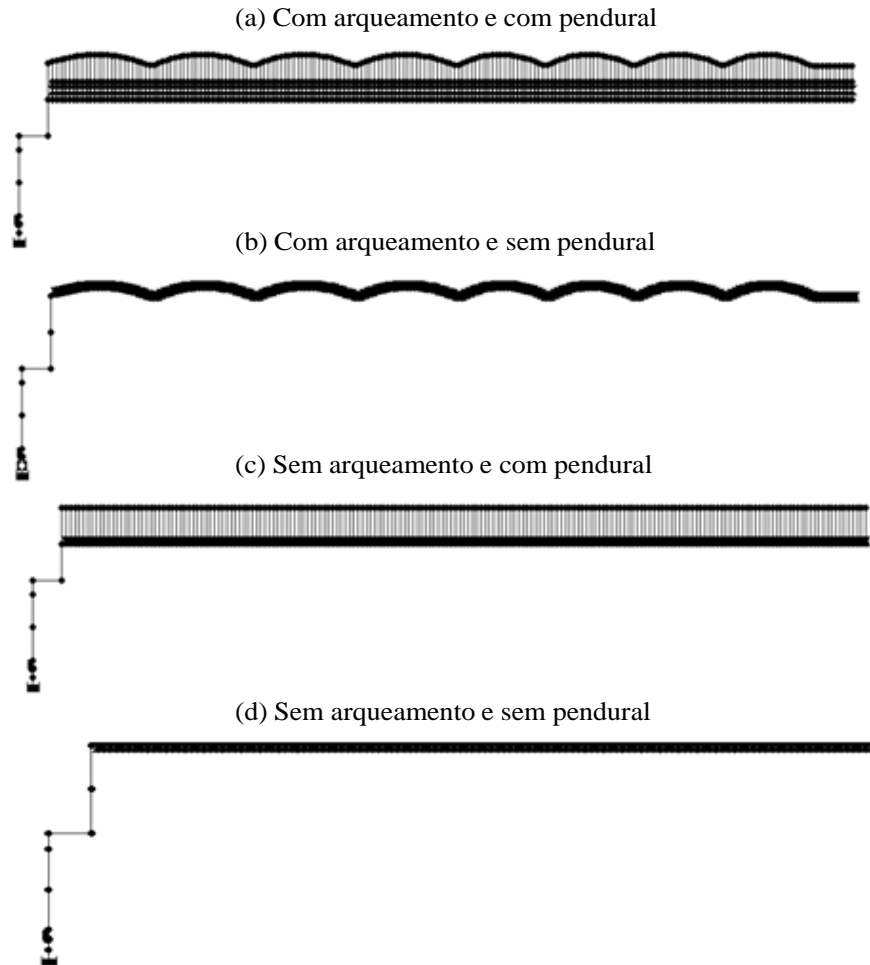 (a) Com arqueamento e com pendural
(b) Com arqueamento e sem pendural
(c) Sem arqueamento e com pendural
(d) Sem arqueamento e sem pendural